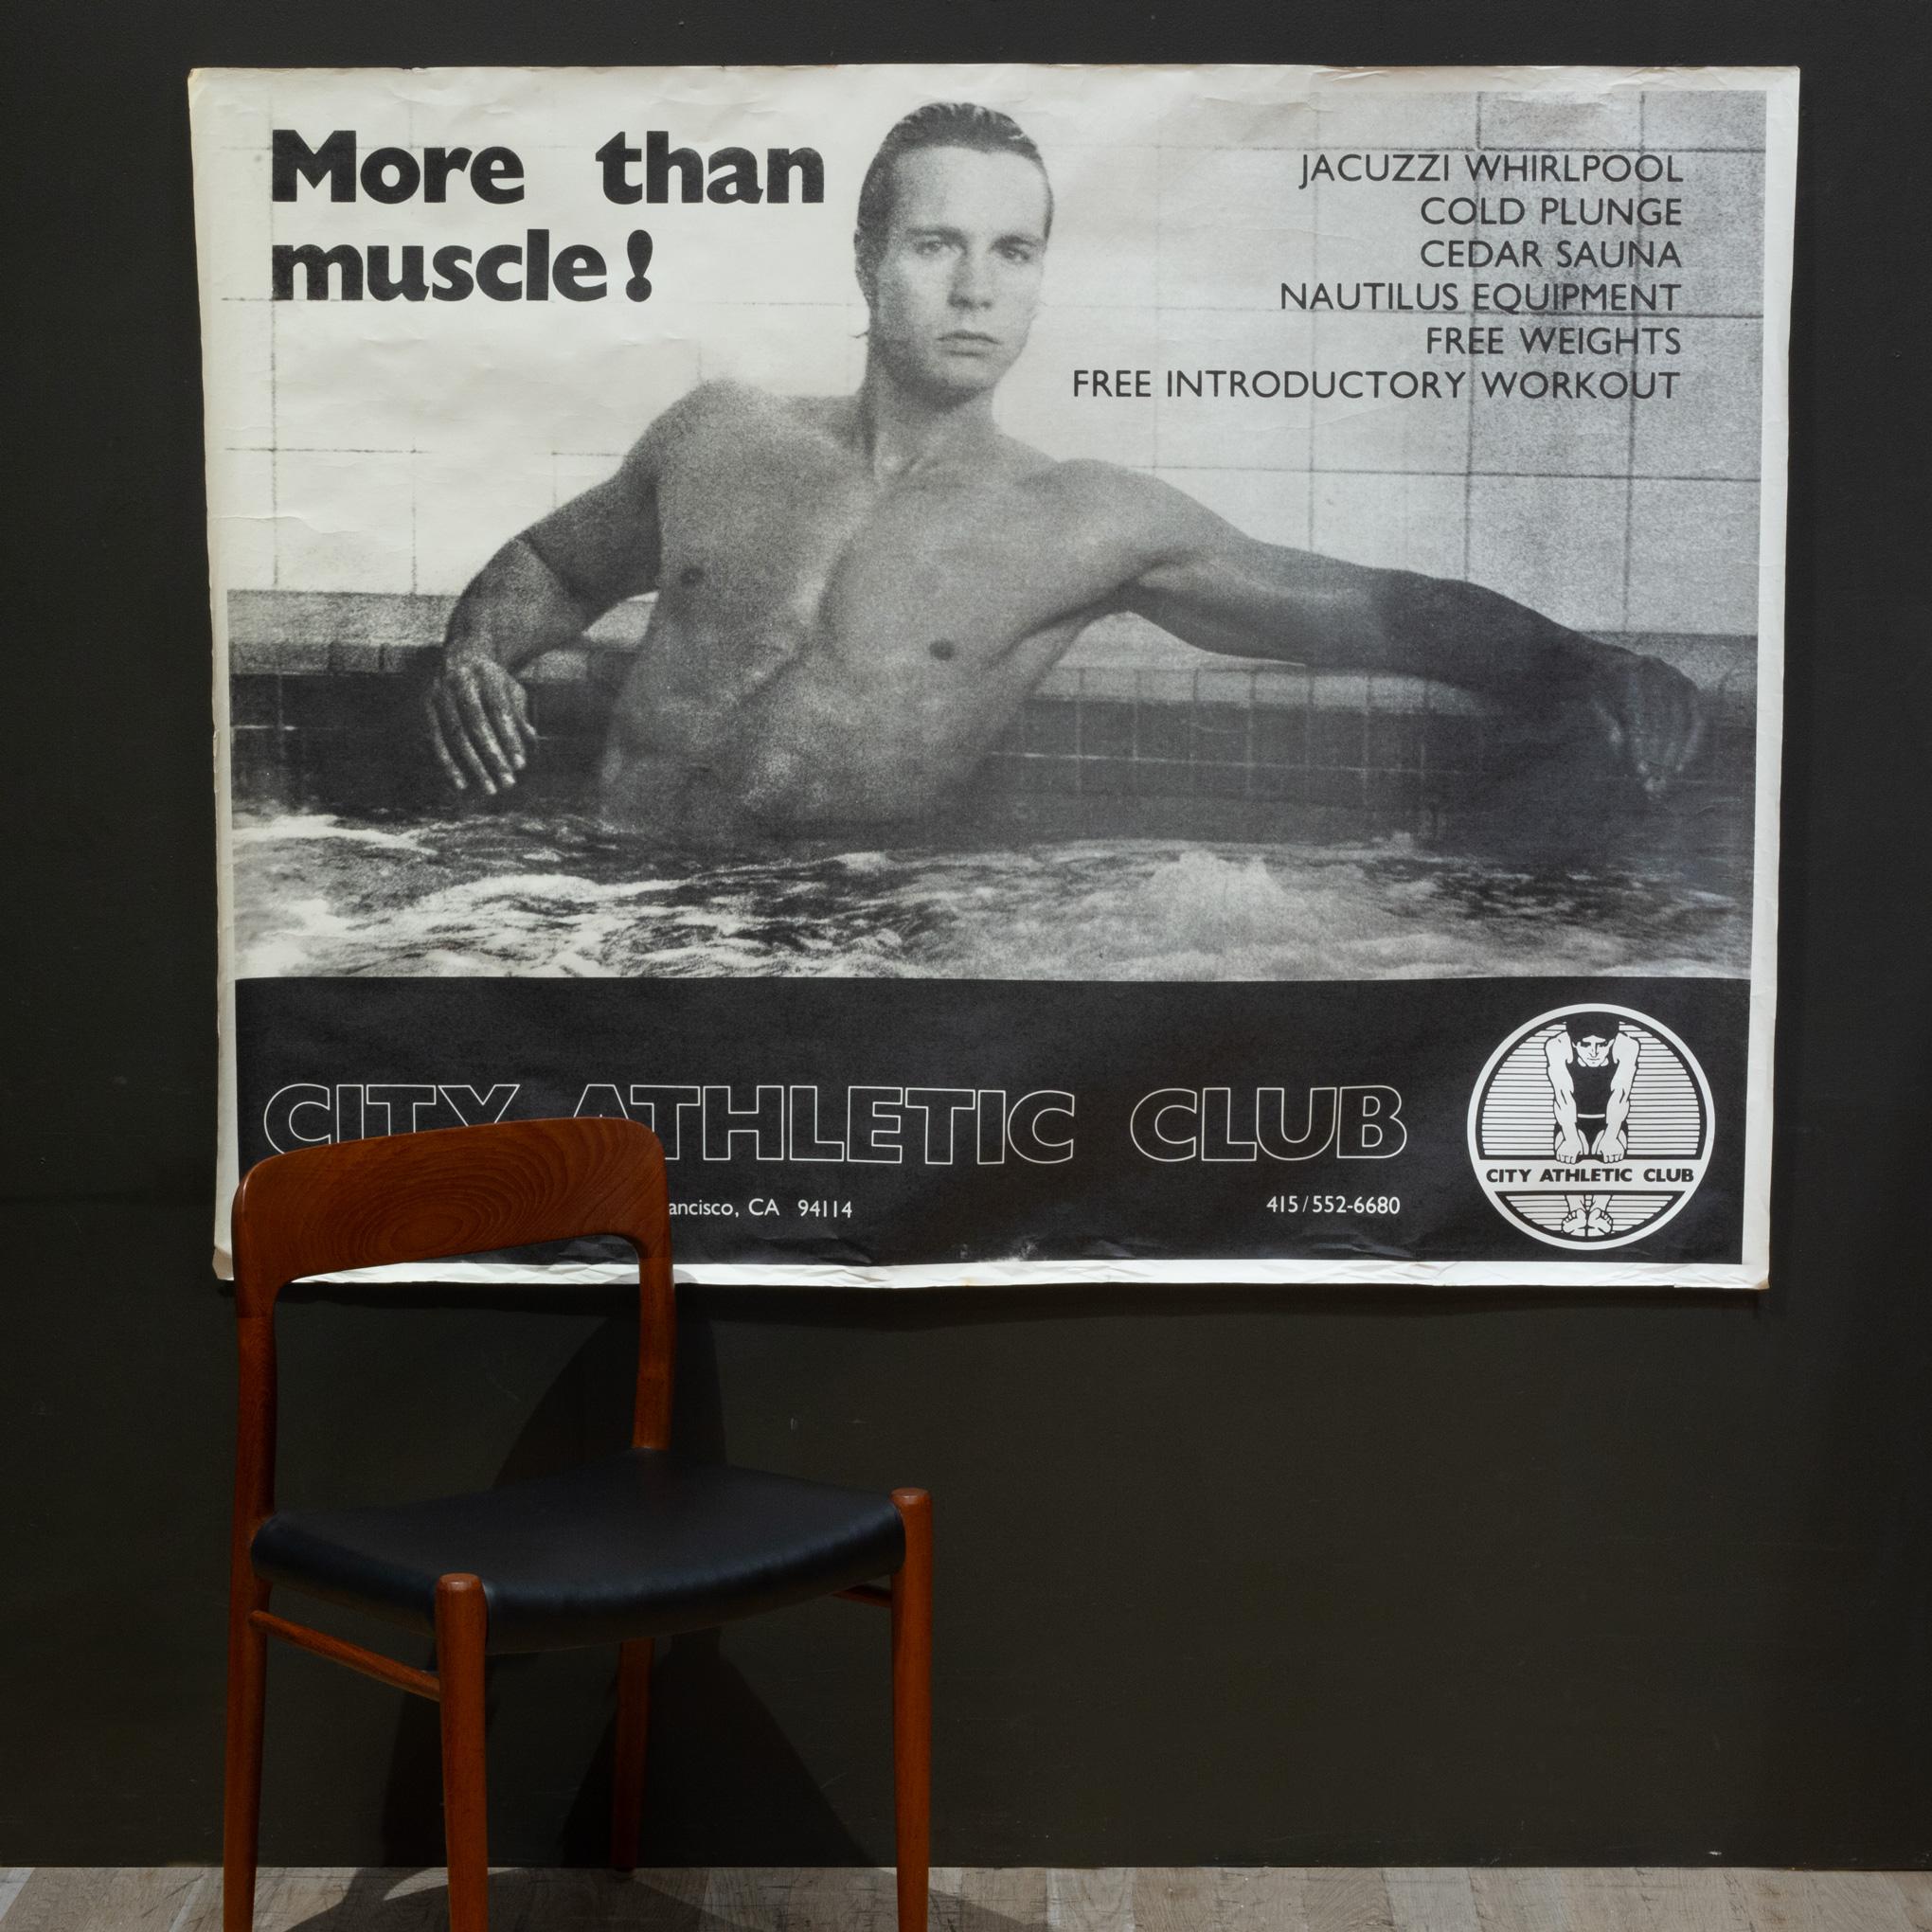 More than
muscle!
JACUZZI WHIRLPOOL
COLD PLUNGE
CEDAR SAUNA
NAUTILUS EQUIPMENT
FREE WEIGHTS
FREE INTRODUCTORY WORKOUT
CITY ATHLETIC CLUB
ancisco, CA 94114
415/552-6680
CITY ATHLETIC CLUB